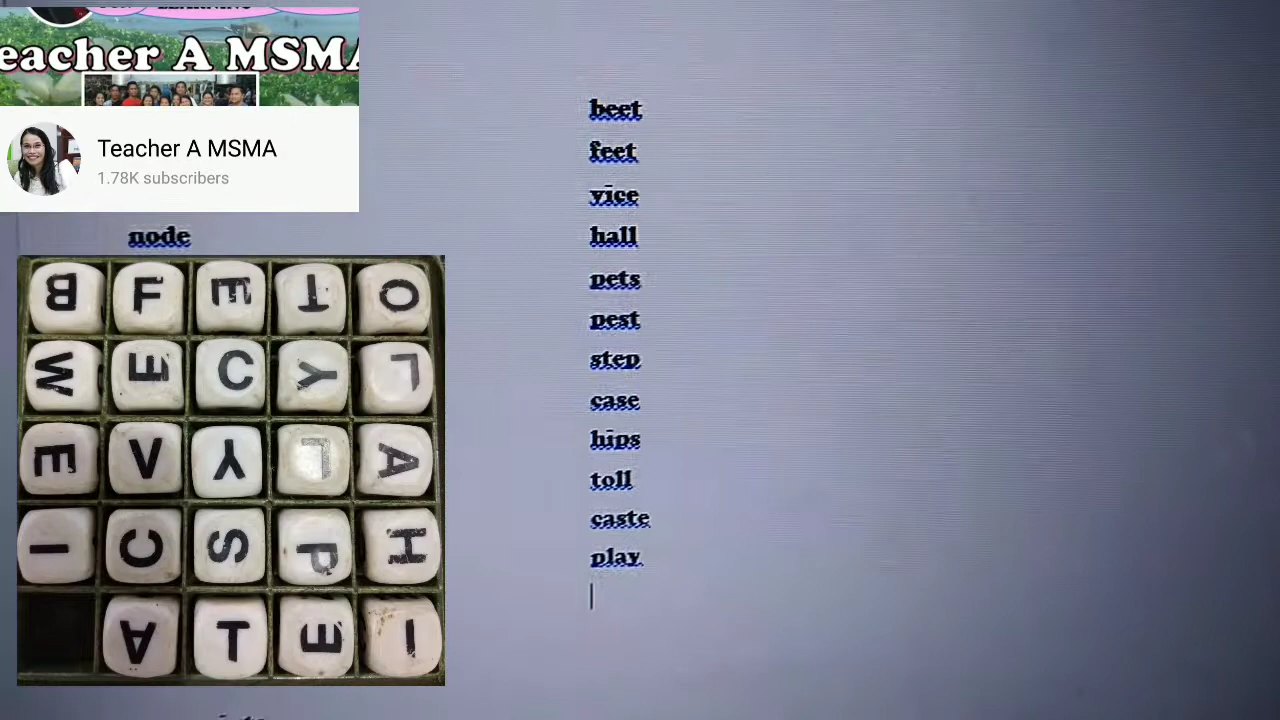 eacher A MSMA
Teacher A MSMA
1.78K subscribers
node
B F E T O
W E C Y L
E V Y L A
I C S P H
A T E I
beet
feet
vice
hall
pets
pest
step
case
hips
toll
caste
play